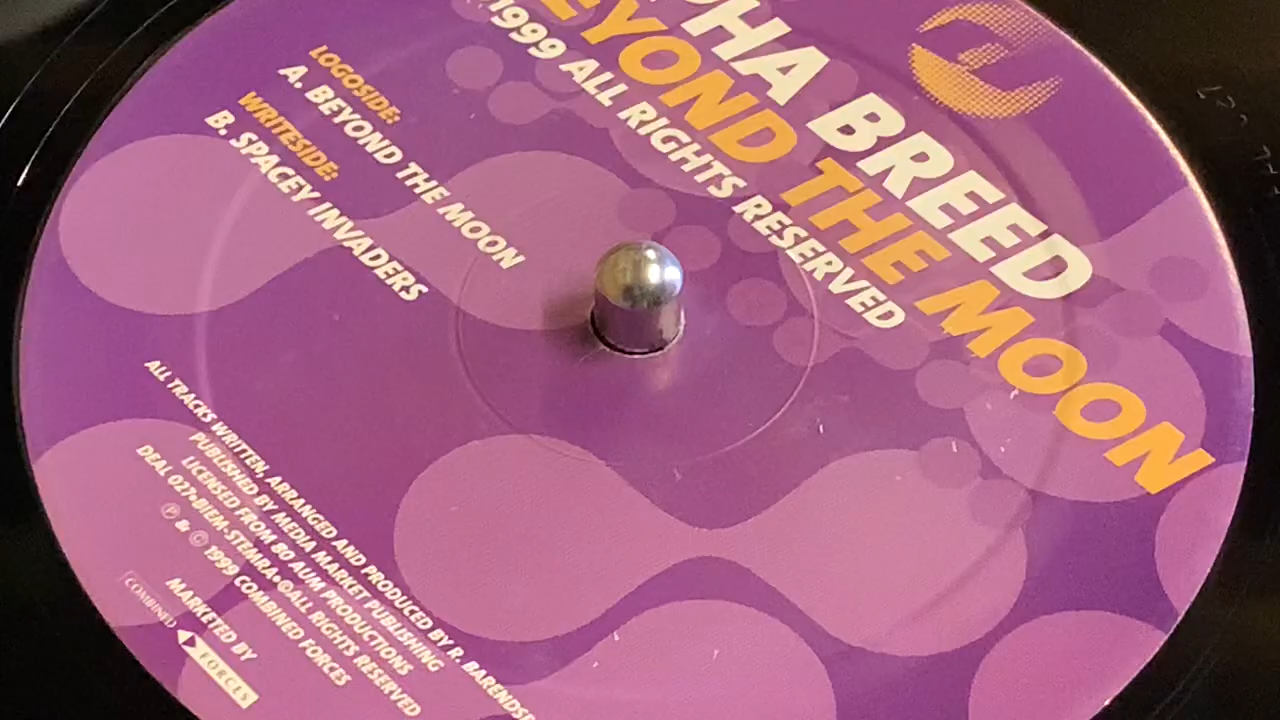 BREED
BEYOND THE MOON
1999 ALL RIGHTS RESERVED
LOGOSIDE:
A. BEYOND THE MOON
WRITESIDE:
B. SPACEY INVADERS
ALL TRACKS WRITTEN, ARRANGED AND PRODUCED BY R.
PUBLISHED BY MEDIA MARKET PUBLISHING
LICENSED FROM 80 AUM PRODUCTIONS
DEAL 027•BIEM-STEMRA•©ALL RIGHTS RESERVED
℗ & © 1999 COMBINED FORCES
MARKETED BY
COMBINED
FORCES